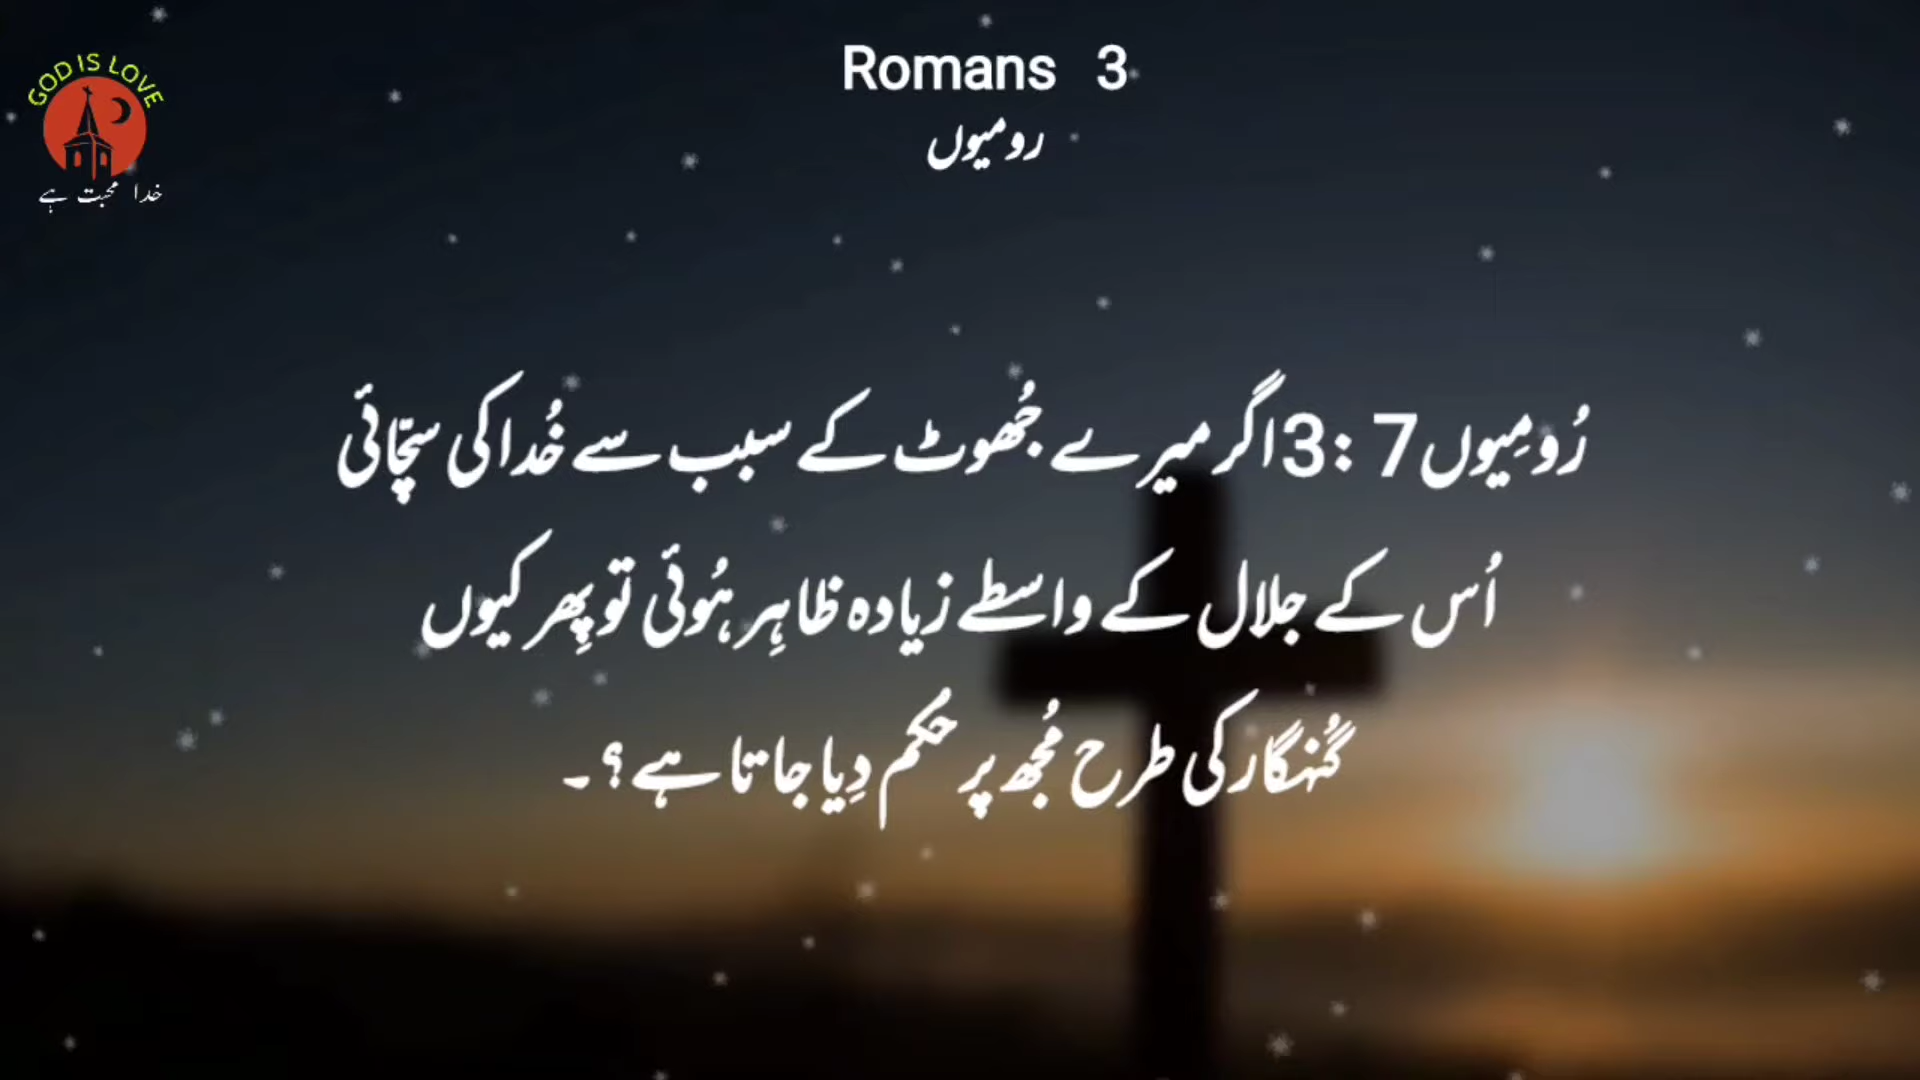 GOD IS LOVE
خدا محبت ہے
Romans 3
رومیوں
رُومِیوں 3: 7 اگر میرے جُھوٹ کے سبب سے خُدا کی سچّائی
اُس کے جلال کے واسطے زیادہ ظاہِر ہُوئی تو پِھر کیوں
گُنہگار کی طرح مُجھ پر حُکم دِیا جاتا ہے؟۔